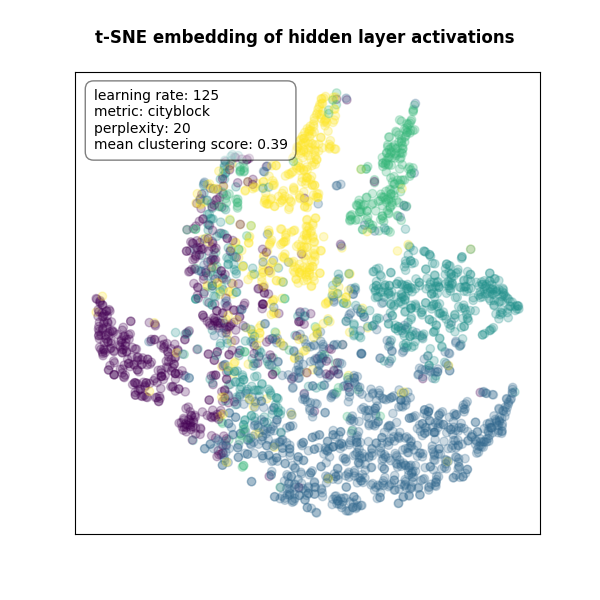 t-SNE embedding of hidden layer activations
learning rate: 125
metric: cityblock
perplexity: 20
mean clustering score: 0.39